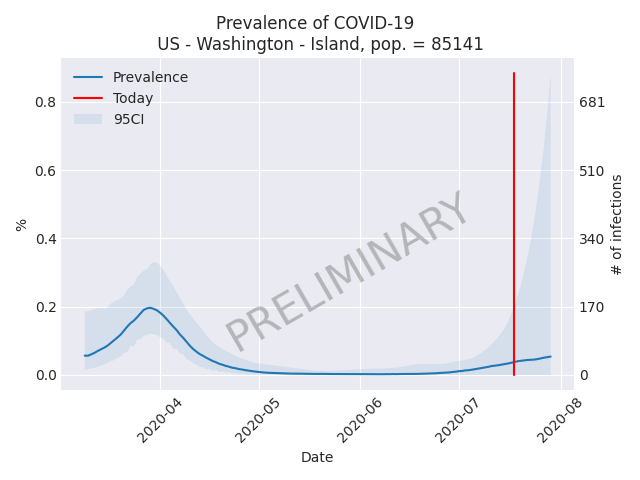 Prevalence of COVID-19
US - Washington - Island, pop. = 85141
Prevalence
Today
95CI
PRELIMINARY
%
0.8
0.6
0.4
0.2
0.0
681
510
340
170
0
# of infections
2020-04
2020-05
2020-06
2020-07
2020-08
Date